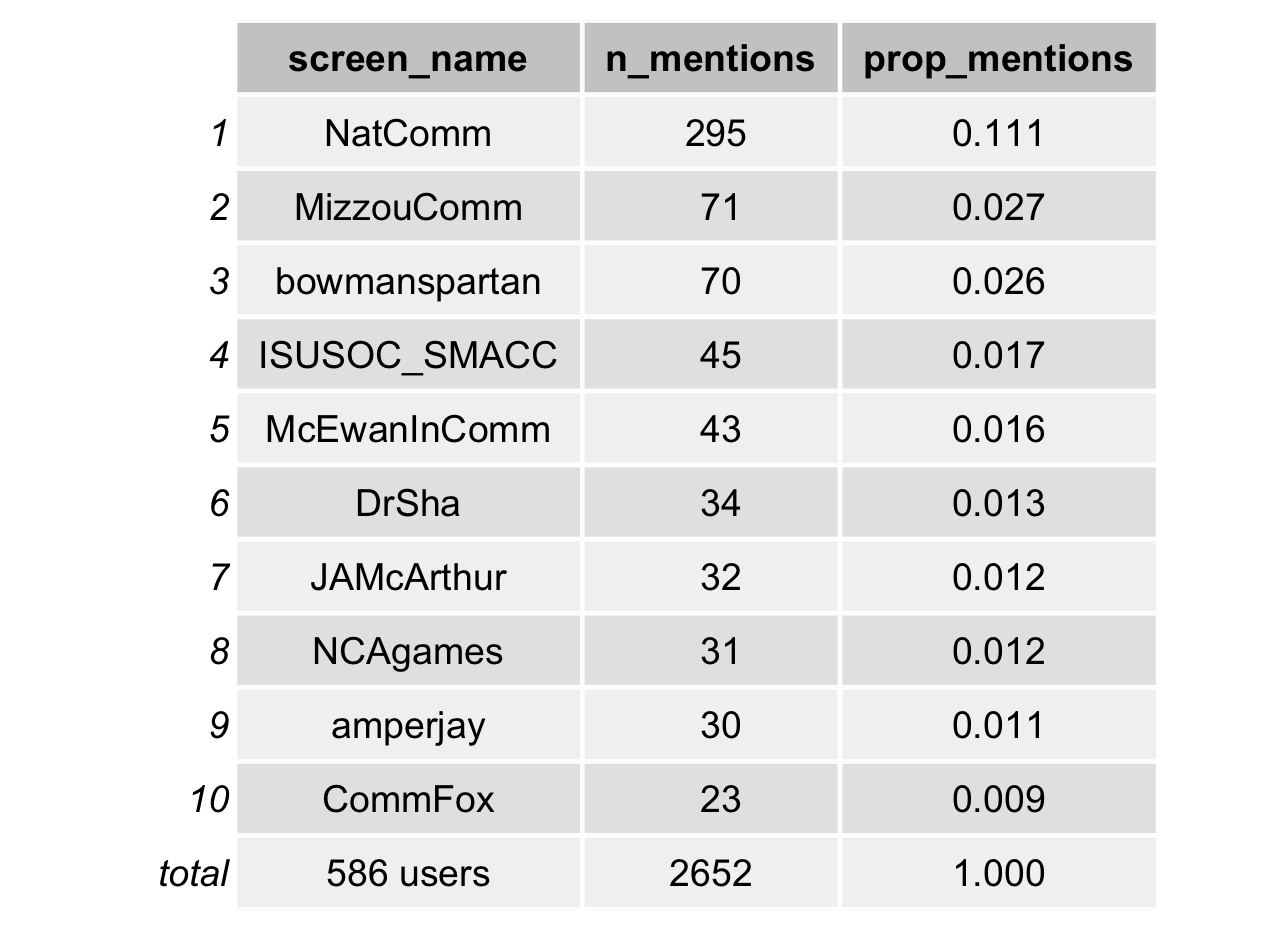 screen_name n_mentions prop_mentions
1 NatComm 295 0.111
2 MizzouComm 71 0.027
3 bowmanspartan 70 0.026
4 ISUSOC_SMACC 45 0.017
5 McEwanInComm 43 0.016
6 DrSha 34 0.013
7 JAMcArthur 32 0.012
8 NCAgames 31 0.012
9 amperjay 30 0.011
10 CommFox 23 0.009
total 586 users 2652 1.000